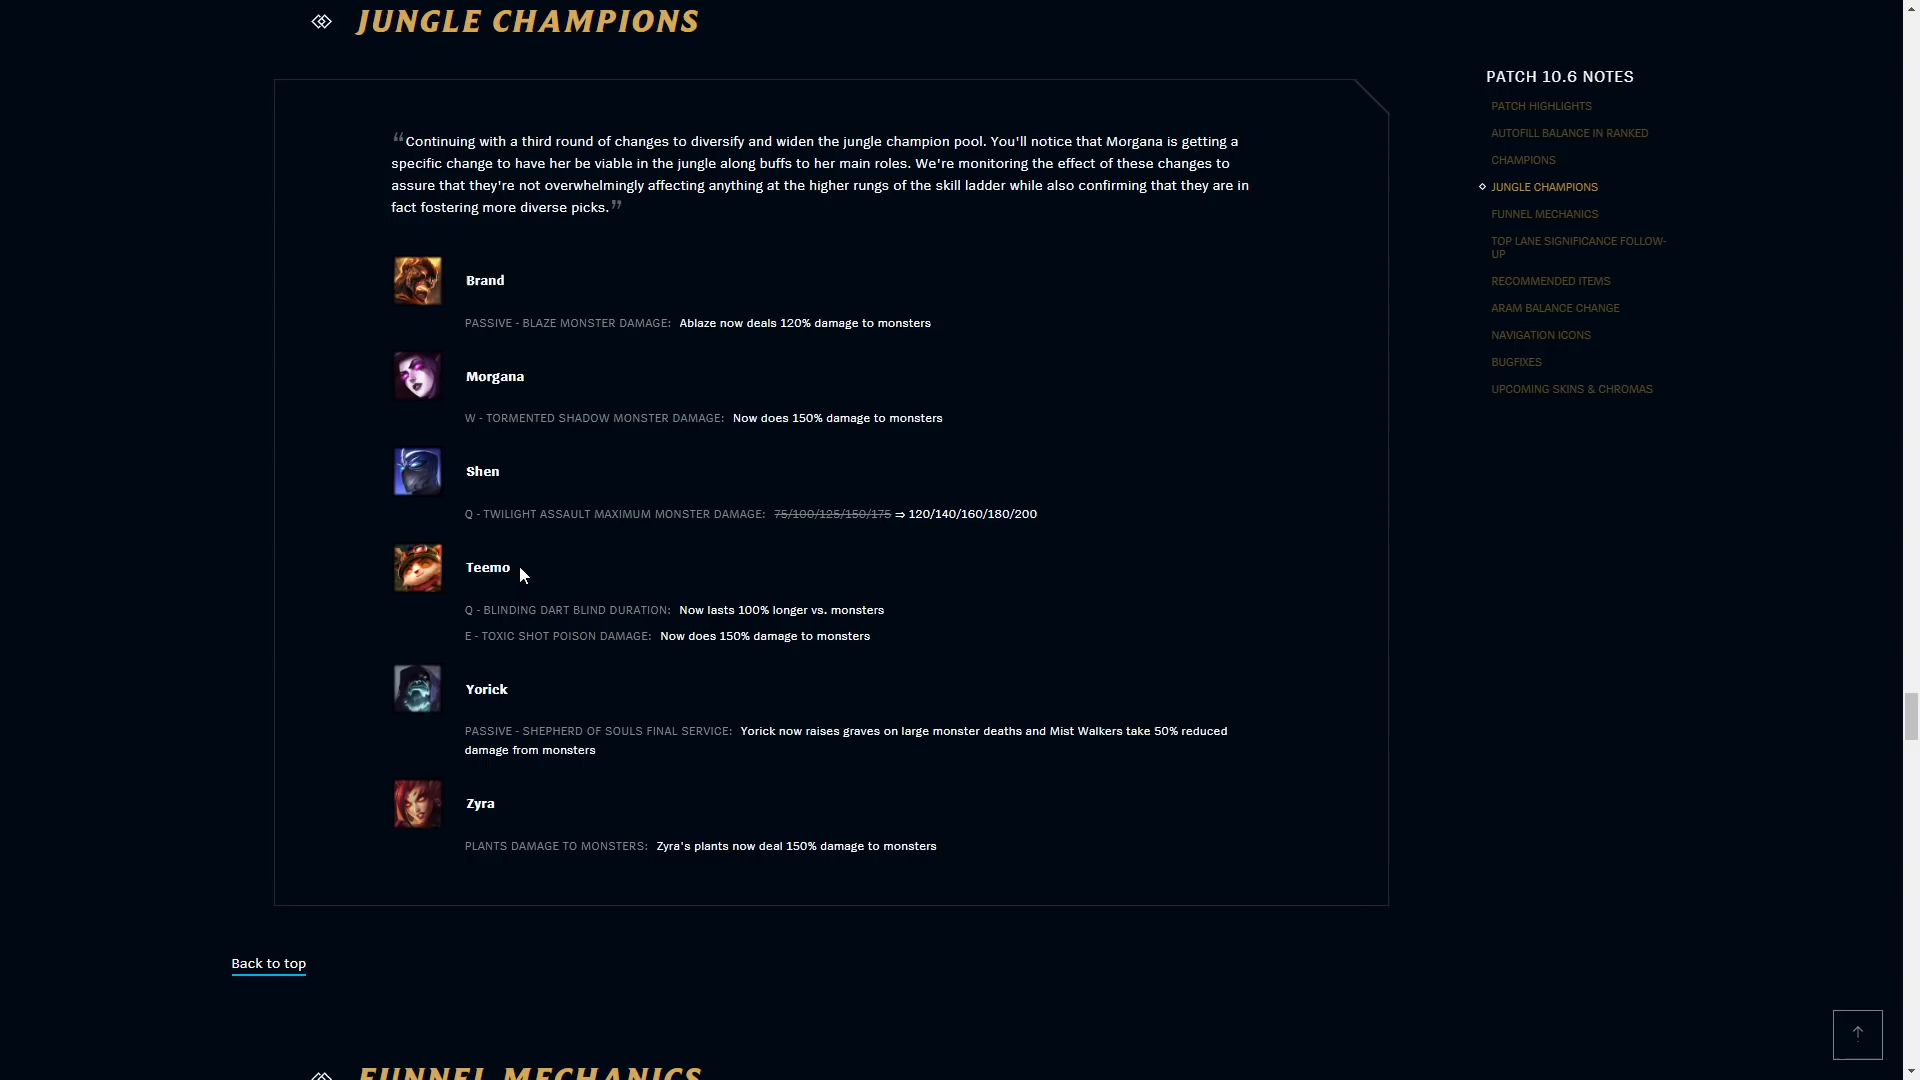 JUNGLE CHAMPIONS
“Continuing with a third round of changes to diversify and widen the jungle champion pool. You'll notice that Morgana is getting a
specific change to have her be viable in the jungle along buffs to her main roles. We're monitoring the effect of these changes to
assure that they're not overwhelmingly affecting anything at the higher rungs of the skill ladder while also confirming that they are in
fact fostering more diverse picks.”
Brand
PASSIVE - BLAZE MONSTER DAMAGE: Ablaze now deals 120% damage to monsters
Morgana
W - TORMENTED SHADOW MONSTER DAMAGE: Now does 150% damage to monsters
Shen
Q - TWILIGHT ASSAULT MAXIMUM MONSTER DAMAGE: 75/100/125/150/175 ⇒ 120/140/160/180/200
Teemo
Q - BLINDING DART BLIND DURATION: Now lasts 100% longer vs. monsters
E - TOXIC SHOT POISON DAMAGE: Now does 150% damage to monsters
Yorick
PASSIVE - SHEPHERD OF SOULS FINAL SERVICE: Yorick now raises graves on large monster deaths and Mist Walkers take 50% reduced
damage from monsters
Zyra
PLANTS DAMAGE TO MONSTERS: Zyra's plants now deal 150% damage to monsters
Back to top
FUNNEL MECHANICS
PATCH 10.6 NOTES
PATCH HIGHLIGHTS
AUTOFILL BALANCE IN RANKED
CHAMPIONS
JUNGLE CHAMPIONS
FUNNEL MECHANICS
TOP LANE SIGNIFICANCE FOLLOW-
UP
RECOMMENDED ITEMS
ARAM BALANCE CHANGE
NAVIGATION ICONS
BUGFIXES
UPCOMING SKINS & CHROMAS